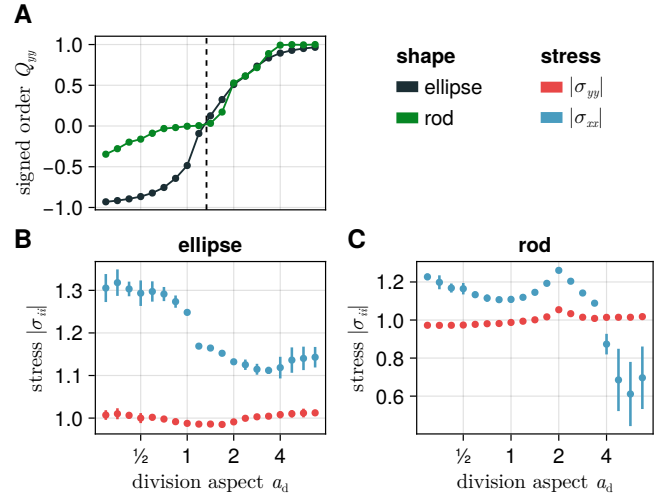 A
signed order Q_yy
1.0
0.5
0.0
−0.5
−1.0
shape
ellipse
rod
stress
|σ_yy|
|σ_xx|
B
ellipse
stress |σ_ii|
1.3
1.2
1.1
1.0
½
1
2
4
division aspect a_d
C
rod
stress |σ_ii|
1.2
1.0
0.8
0.6
½
1
2
4
division aspect a_d